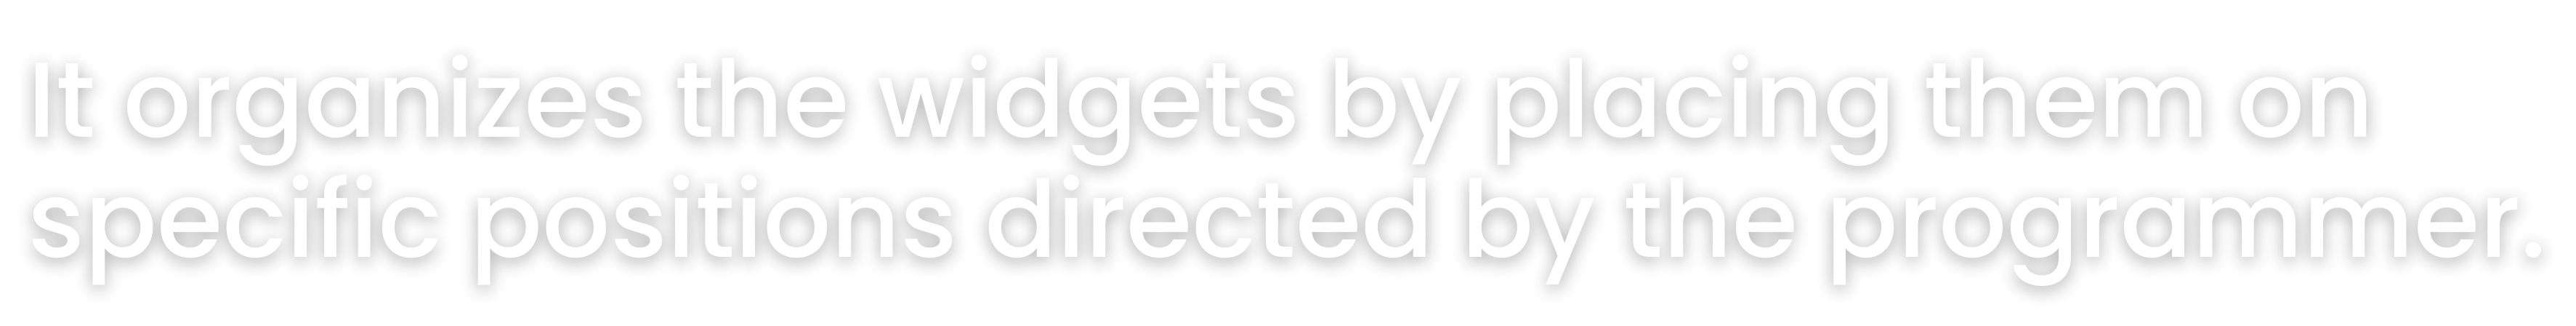 It organizes the widgets by placing them on
specific positions directed by the programmer.